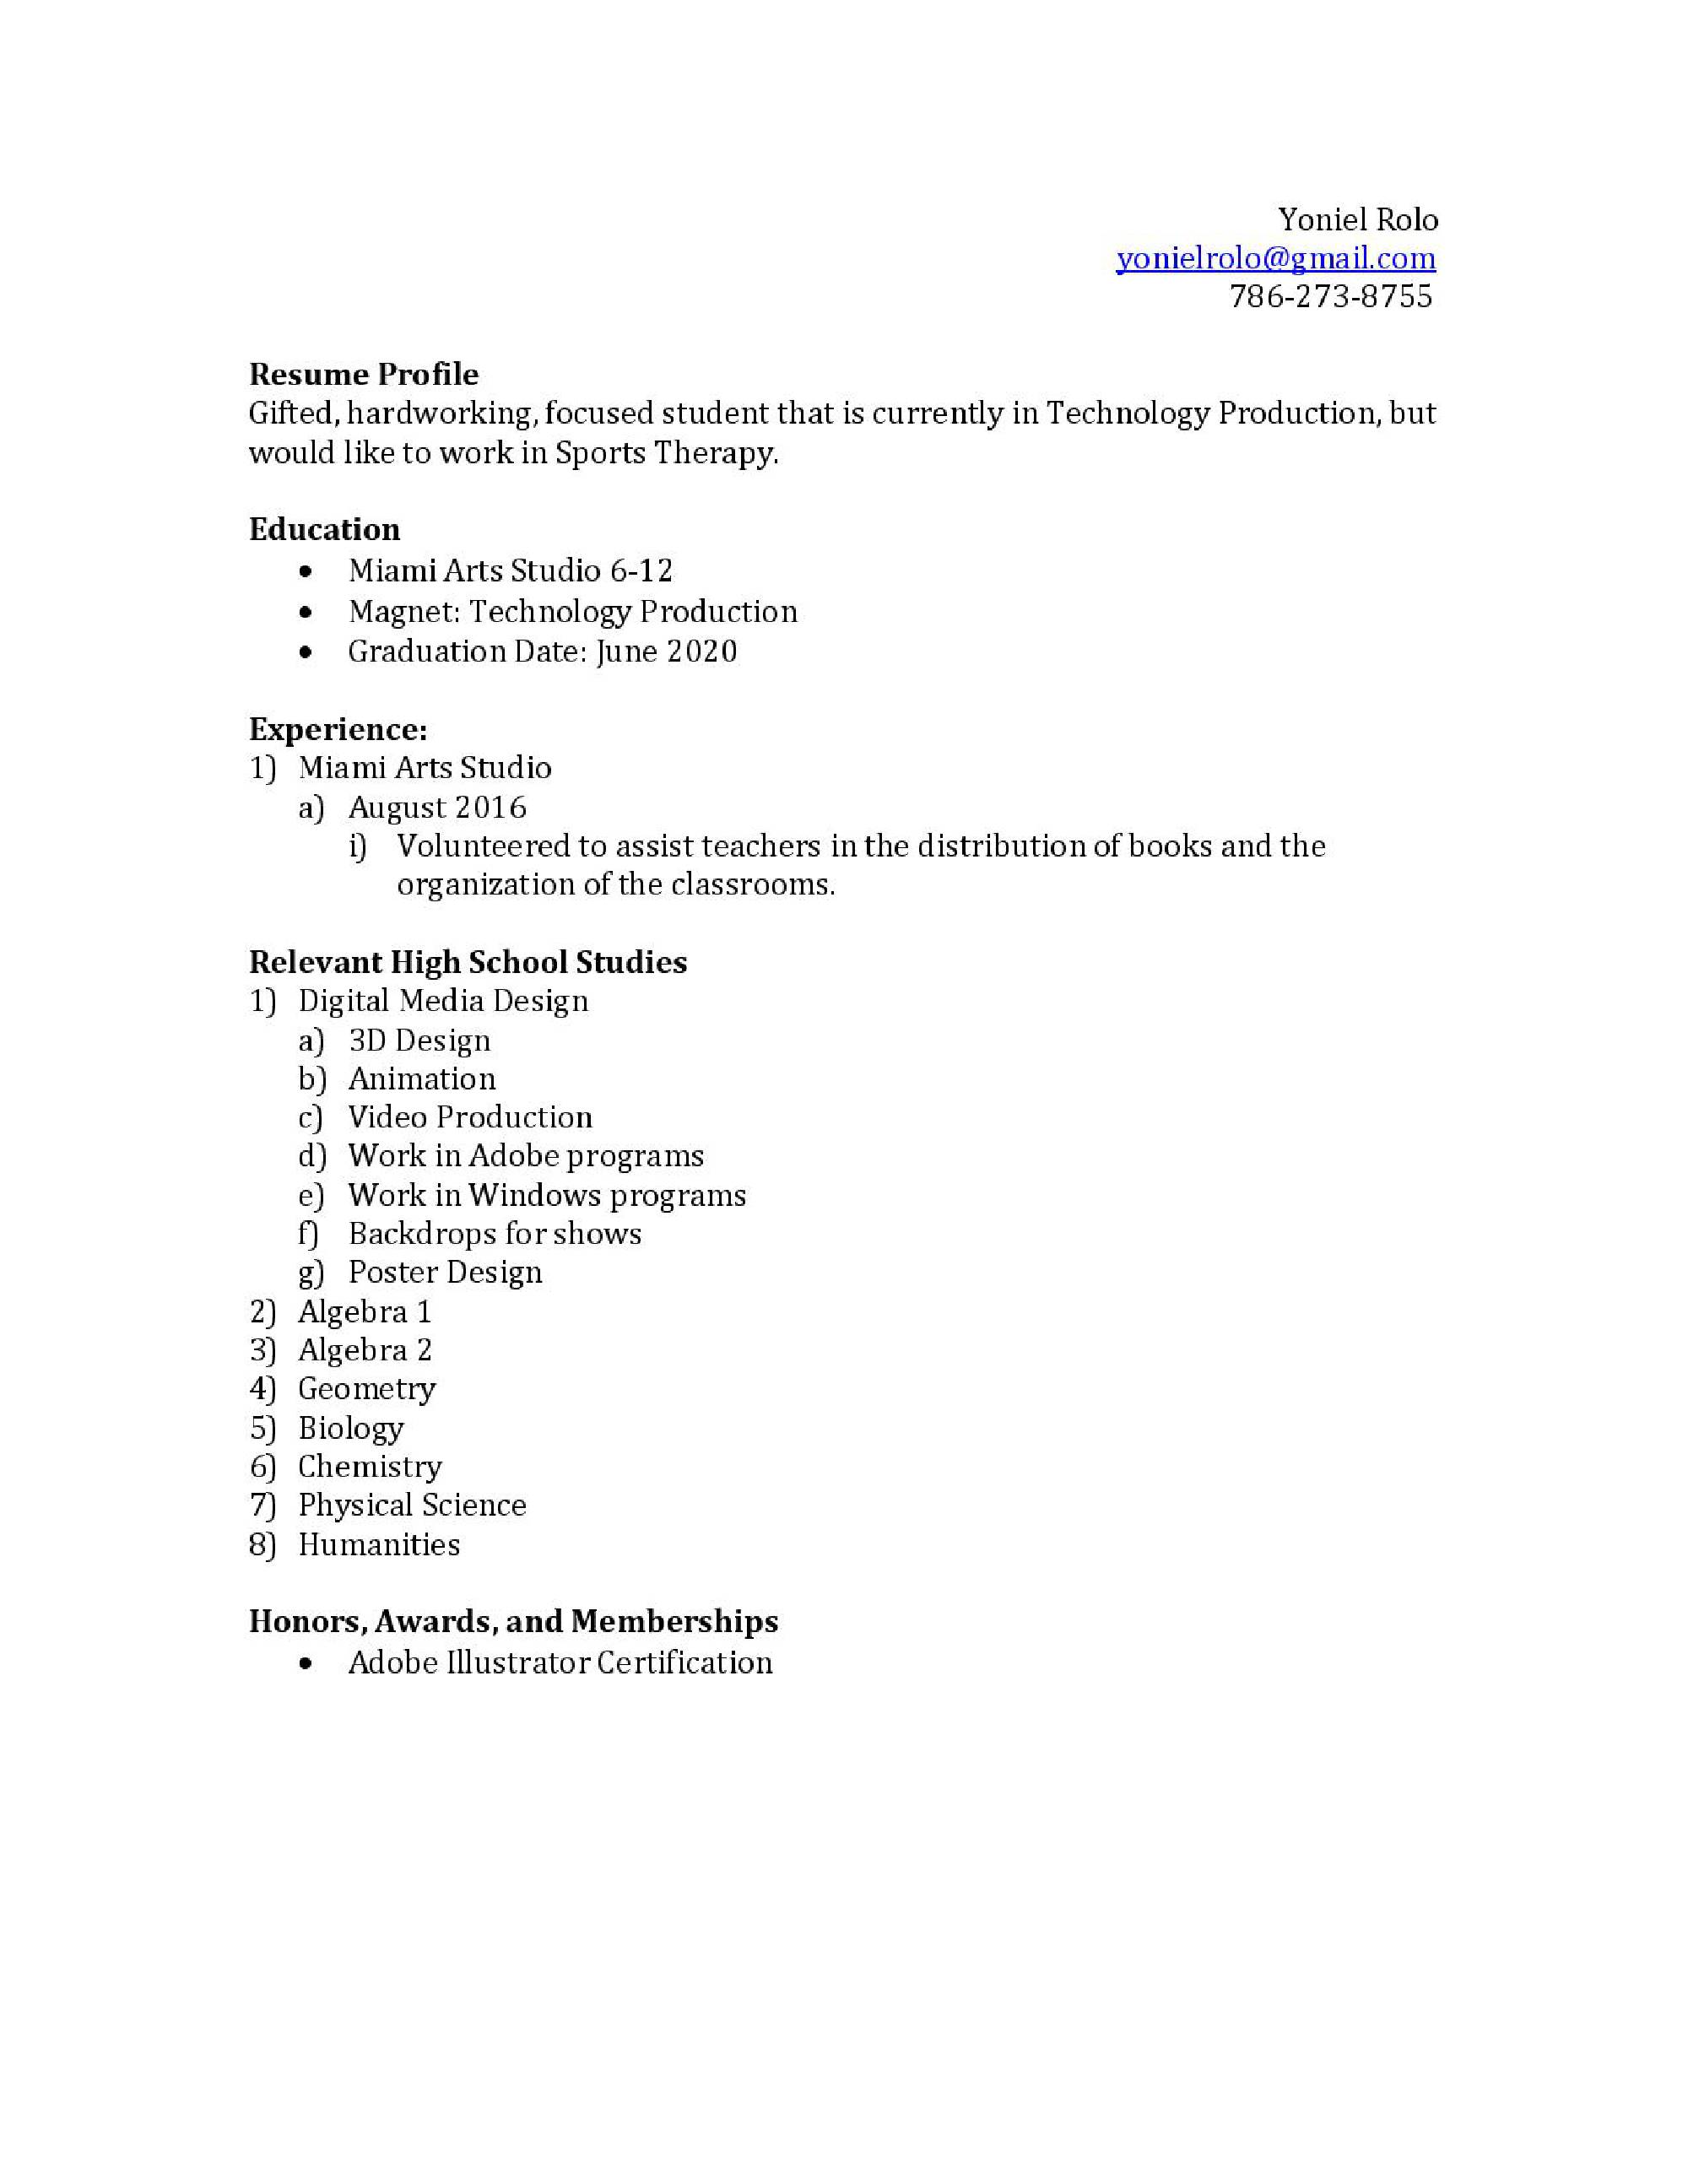 Yoniel Rolo
yonielrolo@gmail.com
786-273-8755
Resume Profile
Gifted, hardworking, focused student that is currently in Technology Production, but
would like to work in Sports Therapy.
Education
• Miami Arts Studio 6-12
• Magnet: Technology Production
• Graduation Date: June 2020
Experience:
1) Miami Arts Studio
a) August 2016
i) Volunteered to assist teachers in the distribution of books and the
organization of the classrooms.
Relevant High School Studies
1) Digital Media Design
a) 3D Design
b) Animation
c) Video Production
d) Work in Adobe programs
e) Work in Windows programs
f) Backdrops for shows
g) Poster Design
2) Algebra 1
3) Algebra 2
4) Geometry
5) Biology
6) Chemistry
7) Physical Science
8) Humanities
Honors, Awards, and Memberships
• Adobe Illustrator Certification